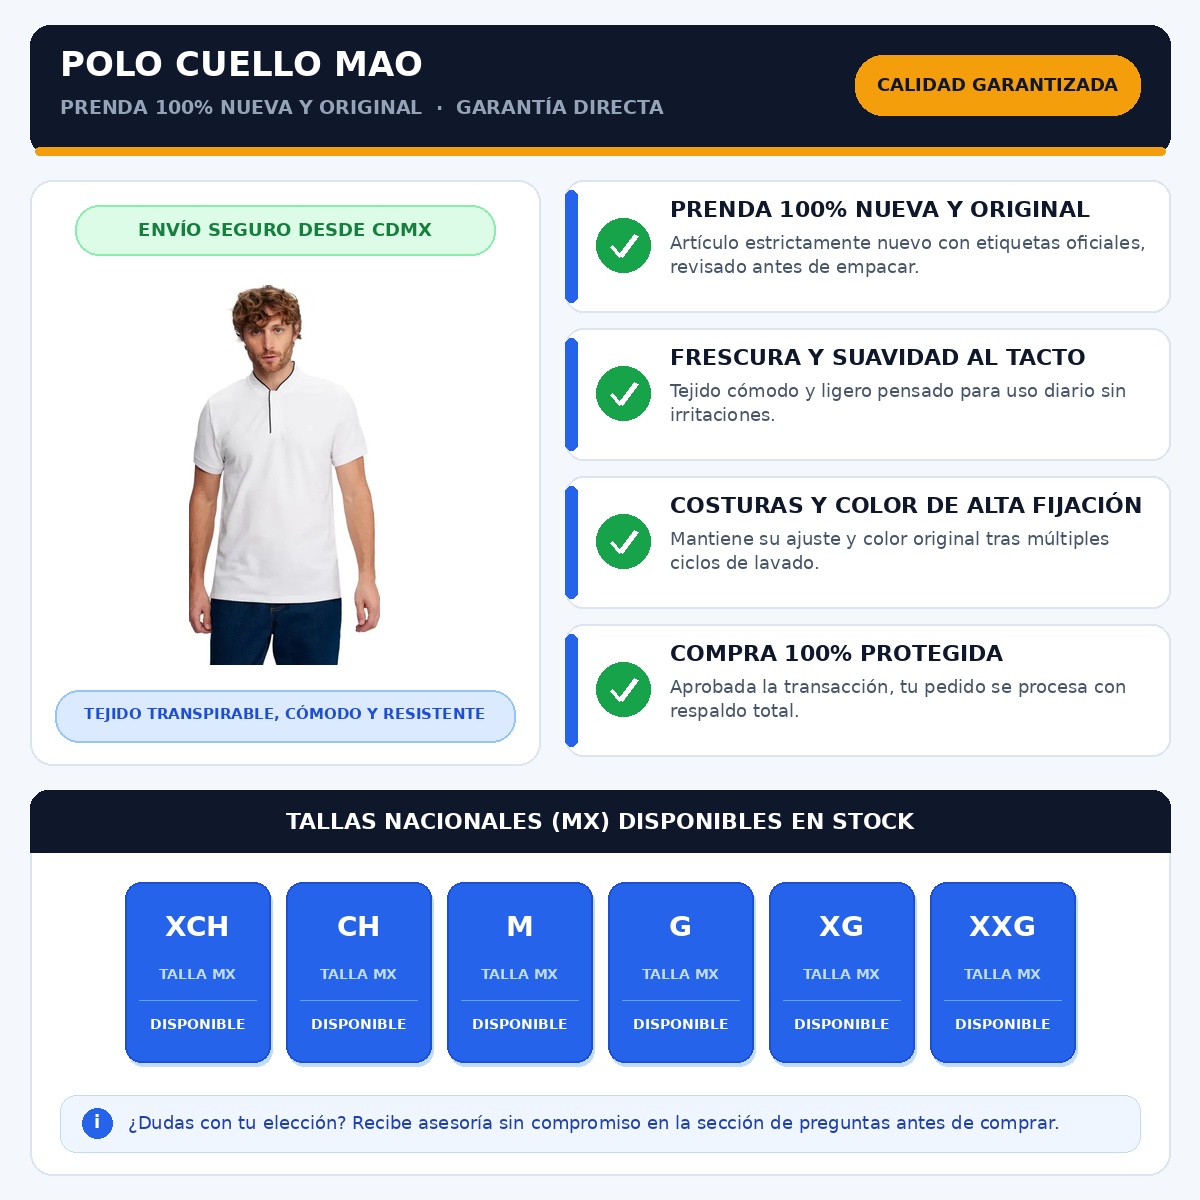 POLO CUELLO MAO
PRENDA 100% NUEVA Y ORIGINAL · GARANTÍA DIRECTA
CALIDAD GARANTIZADA
ENVÍO SEGURO DESDE CDMX
TEJIDO TRANSPIRABLE, CÓMODO Y RESISTENTE
PRENDA 100% NUEVA Y ORIGINAL
Artículo estrictamente nuevo con etiquetas oficiales,
revisado antes de empacar.
FRESCURA Y SUAVIDAD AL TACTO
Tejido cómodo y ligero pensado para uso diario sin
irritaciones.
COSTURAS Y COLOR DE ALTA FIJACIÓN
Mantiene su ajuste y color original tras múltiples
ciclos de lavado.
COMPRA 100% PROTEGIDA
Aprobada la transacción, tu pedido se procesa con
respaldo total.
TALLAS NACIONALES (MX) DISPONIBLES EN STOCK
XCH
TALLA MX
DISPONIBLE
CH
TALLA MX
DISPONIBLE
M
TALLA MX
DISPONIBLE
G
TALLA MX
DISPONIBLE
XG
TALLA MX
DISPONIBLE
XXG
TALLA MX
DISPONIBLE
i
¿Dudas con tu elección? Recibe asesoría sin compromiso en la sección de preguntas antes de comprar.